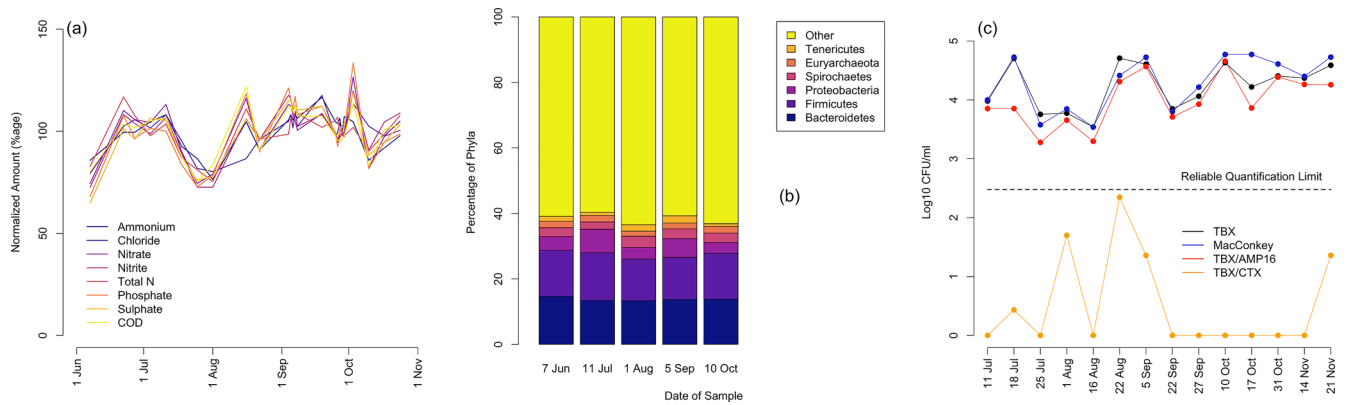 (a)
Normalized Amount (%age)
150
100
50
0
Ammonium
Chloride
Nitrate
Nitrite
Total N
Phosphate
Sulphate
COD
1 Jun
1 Jul
1 Aug
1 Sep
1 Oct
1 Nov
(b)
Percentage of Phyla
100
80
60
40
20
0
7 Jun
11 Jul
1 Aug
5 Sep
10 Oct
Date of Sample
Other
Tenericutes
Euryarchaeota
Spirochaetes
Proteobacteria
Firmicutes
Bacteroidetes
(c)
Log10 CFU/ml
5
4
3
2
1
0
Reliable Quantification Limit
TBX
MacConkey
TBX/AMP16
TBX/CTX
11 Jul
18 Jul
25 Jul
1 Aug
16 Aug
22 Aug
5 Sep
22 Sep
27 Sep
10 Oct
17 Oct
31 Oct
14 Nov
21 Nov